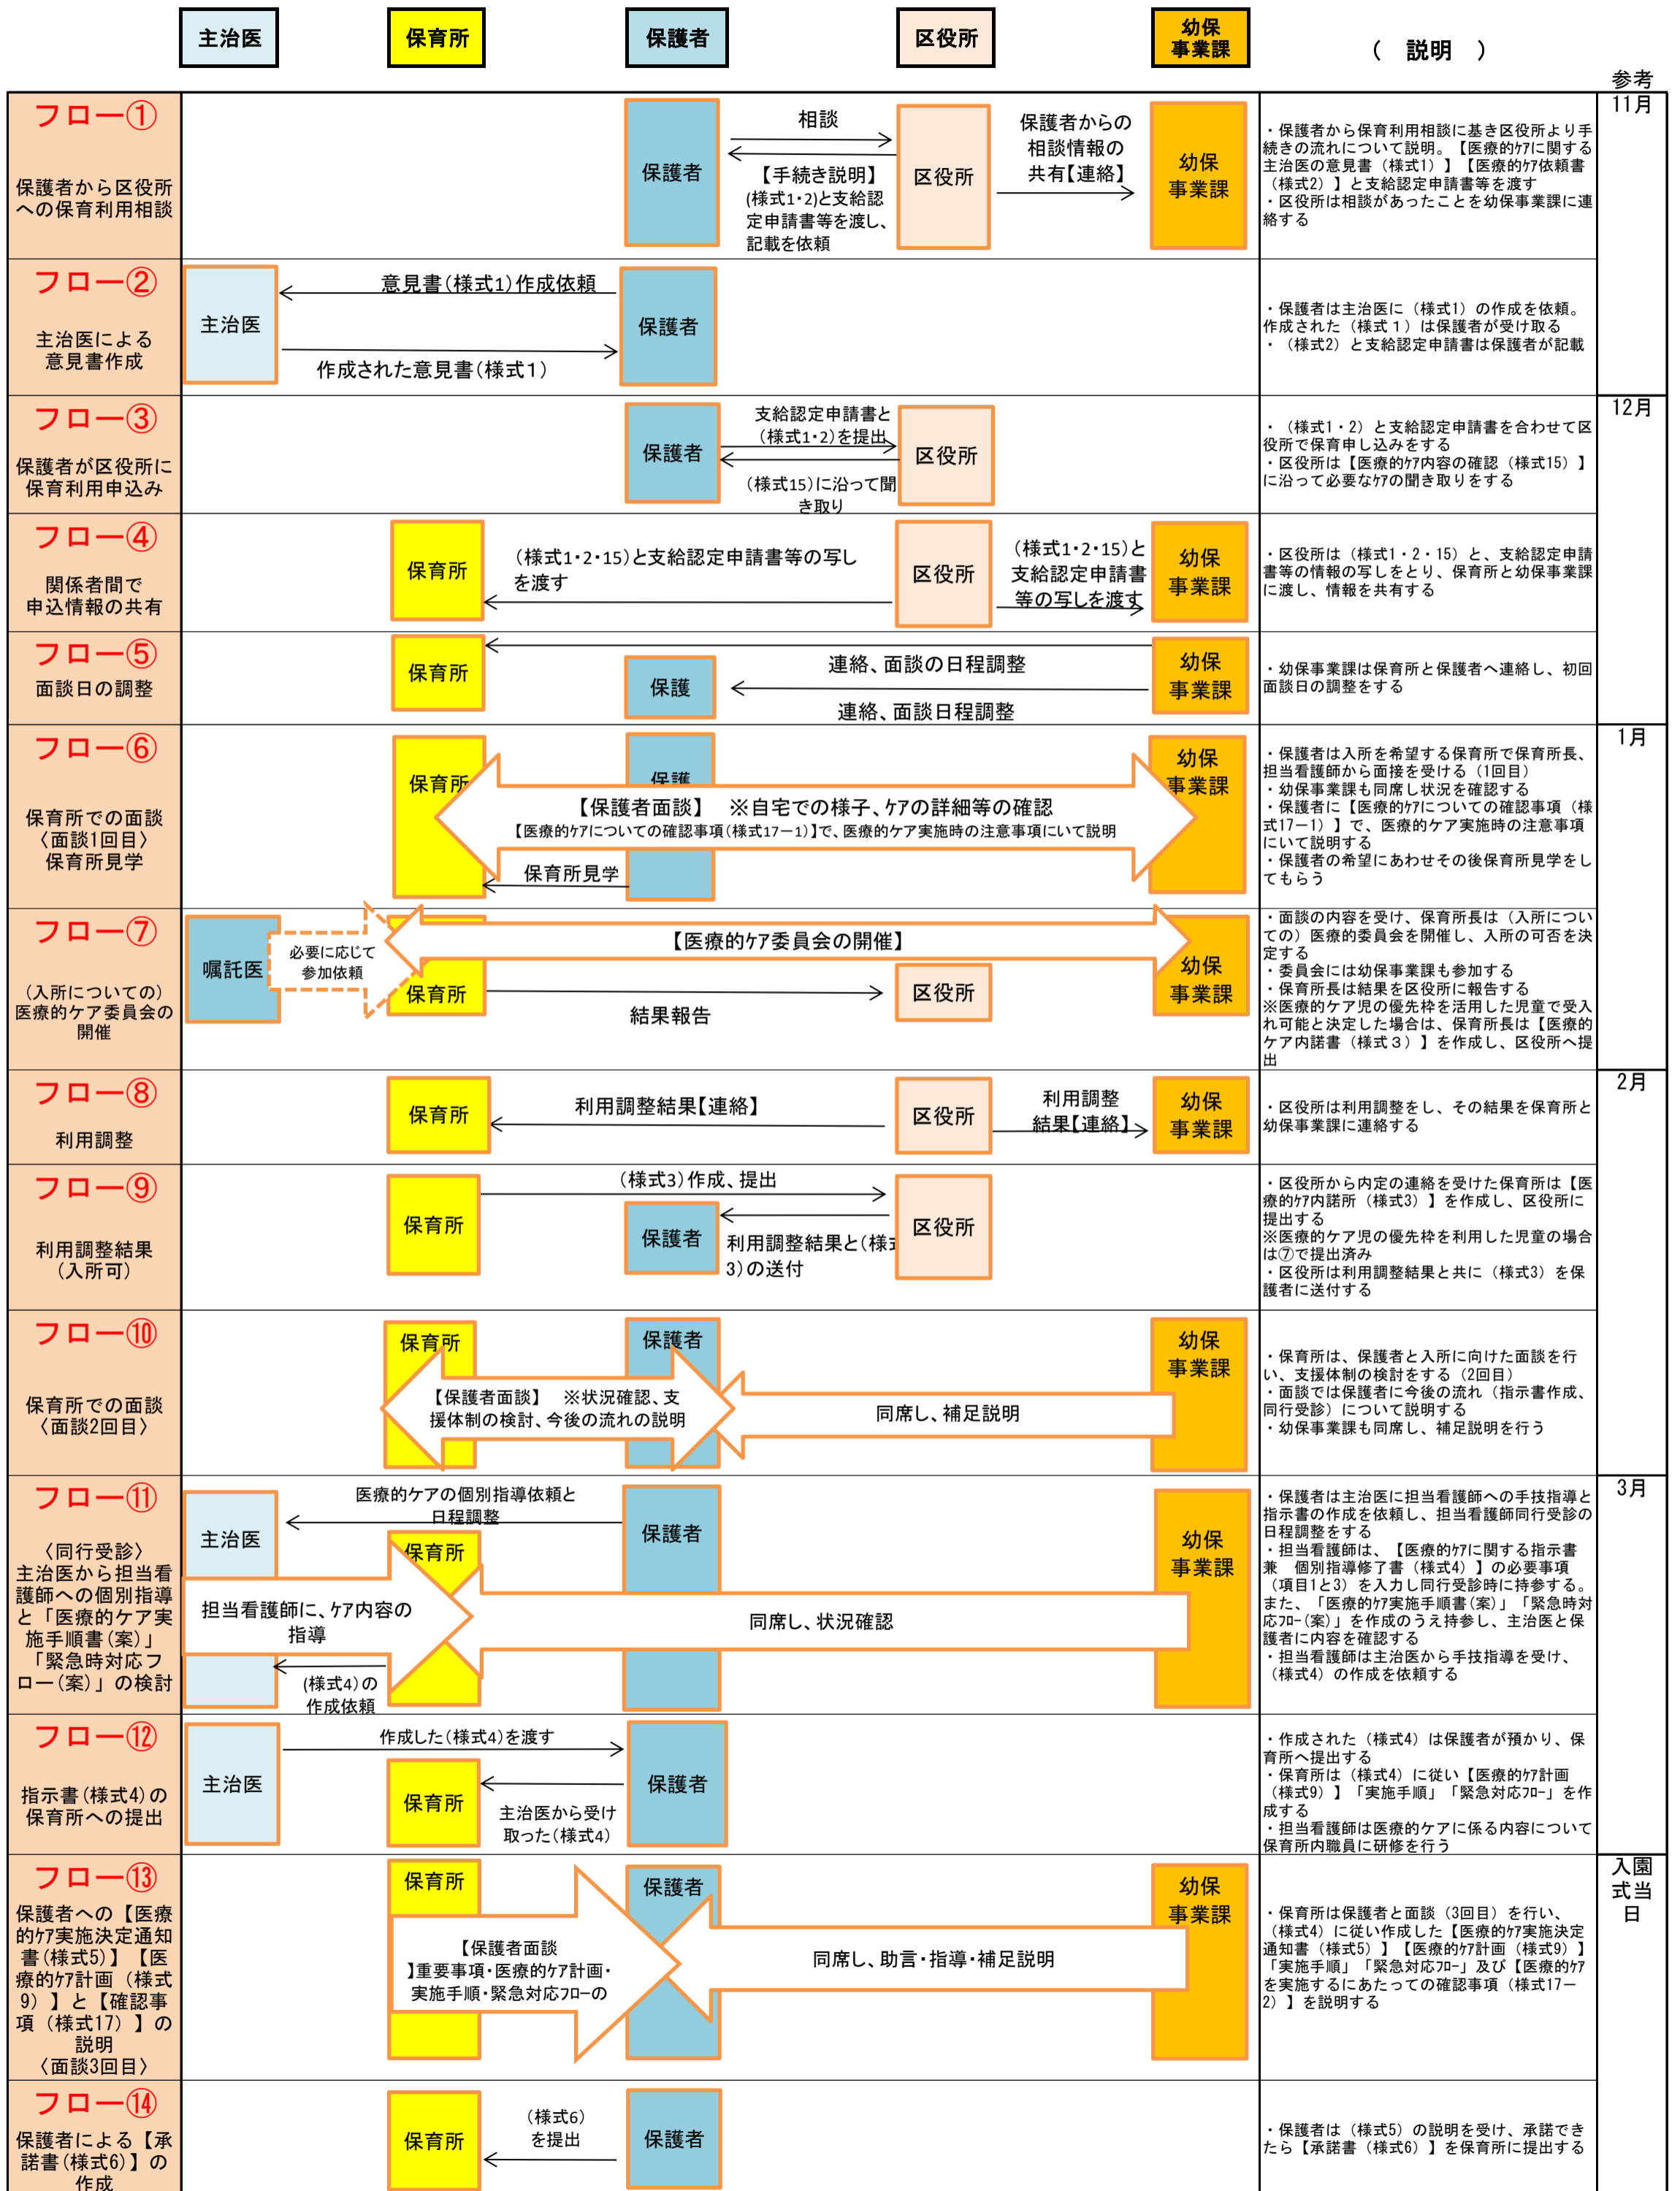 主治医
保育所
保護者
区役所
幼保
事業課
（　説明　）
参考
フロー①
保護者から区役所
への保育利用相談
保護者
相談
【手続き説明】
(様式1・2)と支給認
定申請書等を渡し、
記載を依頼
区役所
保護者からの
相談情報の
共有【連絡】
幼保
事業課
・保護者から保育利用相談に基き区役所より手
続きの流れについて説明。【医療的ｹｱに関する
主治医の意見書（様式1）】【医療的ｹｱ依頼書
（様式2）】と支給認定申請書等を渡す
・区役所は相談があったことを幼保事業課に連
絡する
11月
フロー②
主治医による
意見書作成
主治医
意見書(様式1)作成依頼
作成された意見書(様式１)
保護者
・保護者は主治医に（様式1）の作成を依頼。
作成された（様式１）は保護者が受け取る
・（様式2）と支給認定申請書は保護者が記載
フロー③
保護者が区役所に
保育利用申込み
保護者
支給認定申請書と
(様式1・2)を提出
(様式15)に沿って聞
き取り
区役所
・（様式1・2）と支給認定申請書を合わせて区
役所で保育申し込みをする
・区役所は【医療的ｹｱ内容の確認（様式15）】
に沿って必要なｹｱの聞き取りをする
12月
フロー④
関係者間で
申込情報の共有
保育所
(様式1・2・15)と支給認定申請書等の写し
を渡す
区役所
(様式1・2・15)と
支給認定申請書
等の写しを渡す
幼保
事業課
・区役所は（様式1・2・15）と、支給認定申請
書等の情報の写しをとり、保育所と幼保事業課
に渡し、情報を共有する
フロー⑤
面談日の調整
保育所
保護
連絡、面談の日程調整
連絡、面談日程調整
幼保
事業課
・幼保事業課は保育所と保護者へ連絡し、初回
面談日の調整をする
フロー⑥
保育所での面談
〈面談1回目〉
保育所見学
保育所
保護
幼保
事業課
【保護者面談】　※自宅での様子、ケアの詳細等の確認
【医療的ｹｱについての確認事項(様式17－1)】で、医療的ケア実施時の注意事項にいて説明
保育所見学
・保護者は入所を希望する保育所で保育所長、
担当看護師から面接を受ける（1回目）
・幼保事業課も同席し状況を確認する
・保護者に【医療的ｹｱについての確認事項（様
式17－1）】で、医療的ケア実施時の注意事項
にいて説明する
・保護者の希望にあわせその後保育所見学をし
てもらう
1月
フロー⑦
（入所についての）
医療的ケア委員会の
開催
嘱託医
必要に応じて
参加依頼
【医療的ケア委員会の開催】
保育所
結果報告
区役所
幼保
事業課
・面談の内容を受け、保育所長は（入所につい
ての）医療的委員会を開催し、入所の可否を決
定する
・委員会には幼保事業課も参加する
・保育所長は結果を区役所に報告する
※医療的ケア児の優先枠を活用した児童で受入
れ可能と決定した場合は、保育所長は【医療的
ケア内諾書（様式３）】を作成し、区役所へ提
出
フロー⑧
利用調整
保育所
利用調整結果【連絡】
区役所
利用調整
結果【連絡】
幼保
事業課
・区役所は利用調整をし、その結果を保育所と
幼保事業課に連絡する
2月
フロー⑨
利用調整結果
（入所可）
保育所
(様式3)作成、提出
保護者
利用調整結果と(様式
3)の送付
区役所
・区役所から内定の連絡を受けた保育所は【医
療的ｹｱ内諾所（様式3）】を作成し、区役所に
提出する
※医療的ケア児の優先枠を利用した児童の場合
は⑦で提出済み
・区役所は利用調整結果と共に（様式3）を保
護者に送付する
フロー⑩
保育所での面談
〈面談2回目〉
保育所
保護者
幼保
事業課
【保護者面談】　※状況確認、支
援体制の検討、今後の流れの説明
同席し、補足説明
・保育所は、保護者と入所に向けた面談を行
い、支援体制の検討をする（2回目）
・面談では保護者に今後の流れ（指示書作成、
同行受診）について説明する
・幼保事業課も同席し、補足説明を行う
フロー⑪
〈同行受診〉
主治医から担当看
護師への個別指導
と「医療的ケア実
施手順書(案)」
「緊急時対応フ
ロー(案)」の検討
主治医
医療的ケアの個別指導依頼と
日程調整
保育所
保護者
幼保
事業課
担当看護師に、ｹｱ内容の
指導
同席し、状況確認
(様式4)の
作成依頼
・保護者は主治医に担当看護師への手技指導と
指示書の作成を依頼し、担当看護師同行受診の
日程調整をする
・担当看護師は、【医療的ｹｱに関する指示書
兼　個別指導修了書（様式4）】の必要事項
（項目1と3）を入力し同行受診時に持参する。
また、「医療的ｹｱ実施手順書(案)」「緊急時対
応ﾌﾛｰ(案)」を作成のうえ持参し、主治医と保
護者に内容を確認する
・担当看護師は主治医から手技指導を受け、
（様式4）の作成を依頼する
3月
フロー⑫
指示書(様式4)の
保育所への提出
主治医
作成した(様式4)を渡す
保育所
主治医から受け
取った(様式4)
保護者
・作成された（様式4）は保護者が預かり、保
育所へ提出する
・保育所は（様式4）に従い【医療的ｹｱ計画
（様式9）】「実施手順」「緊急対応ﾌﾛｰ」を作
成する
・担当看護師は医療的ケアに係る内容について
保育所内職員に研修を行う
フロー⑬
保護者への【医療
的ｹｱ実施決定通知
書(様式5)】【医
療的ケア計画（様式
9）】と【確認事
項（様式17）】の
説明
〈面談3回目〉
保育所
保護者
幼保
事業課
【保護者面談
】重要事項・医療的ケア計画・
実施手順・緊急対応ﾌﾛｰの
同席し、助言・指導・補足説明
・保育所は保護者と面談（3回目）を行い、
（様式4）に従い作成した【医療的ｹｱ実施決定
通知書（様式5）】【医療的ｹｱ計画（様式9）】
「実施手順」「緊急対応ﾌﾛｰ」及び【医療的ｹｱ
を実施するにあたっての確認事項（様式17－
2）】を説明する
入園
式当
日
フロー⑭
保護者による【承
諾書(様式6)】の
作成
保育所
(様式6)
を提出
保護者
・保護者は（様式5）の説明を受け、承諾でき
たら【承諾書（様式6）】を保育所に提出する